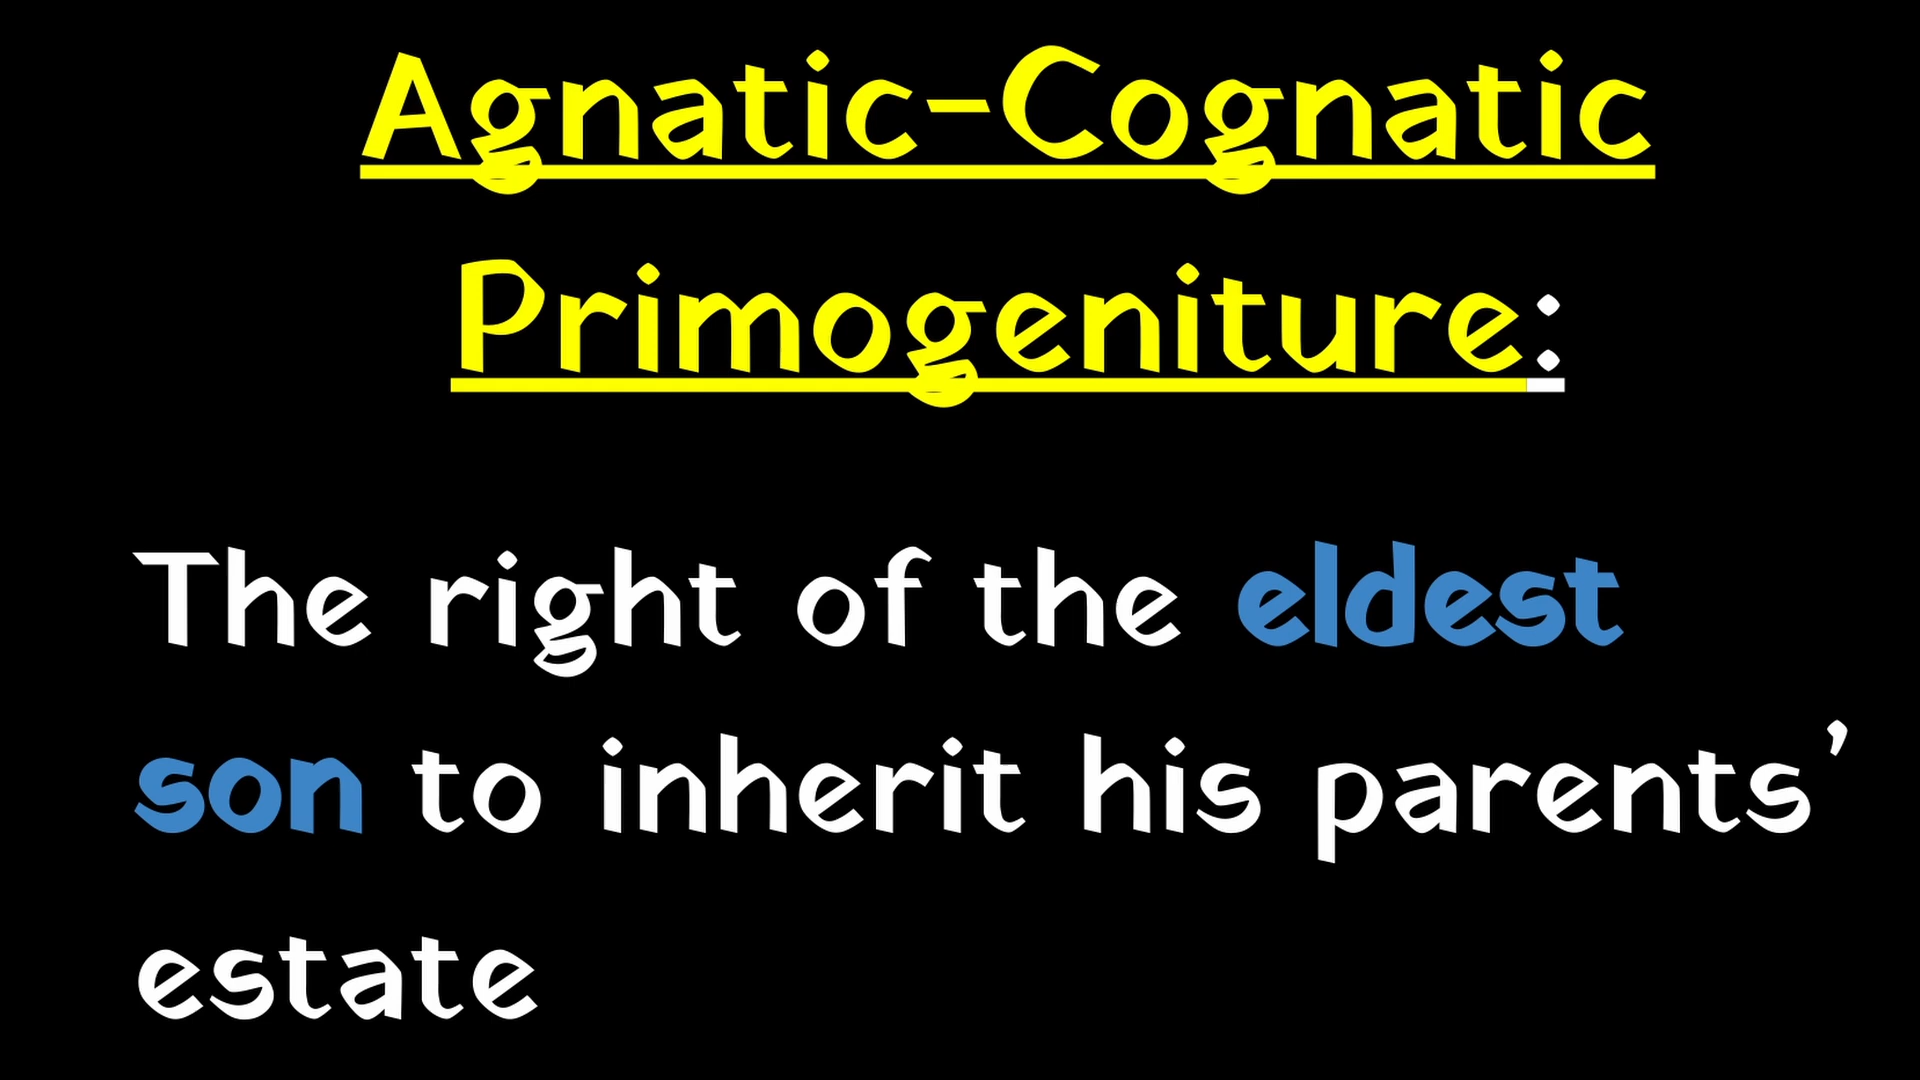 Agnatic-Cognatic
Primogeniture:
The right of the eldest
son to inherit his parents’
estate